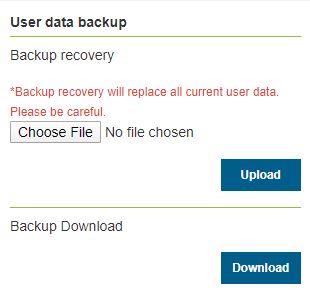 User data backup
Backup recovery
*Backup recovery will replace all current user data.
Please be careful.
Choose File No file chosen
Upload
Backup Download
Download